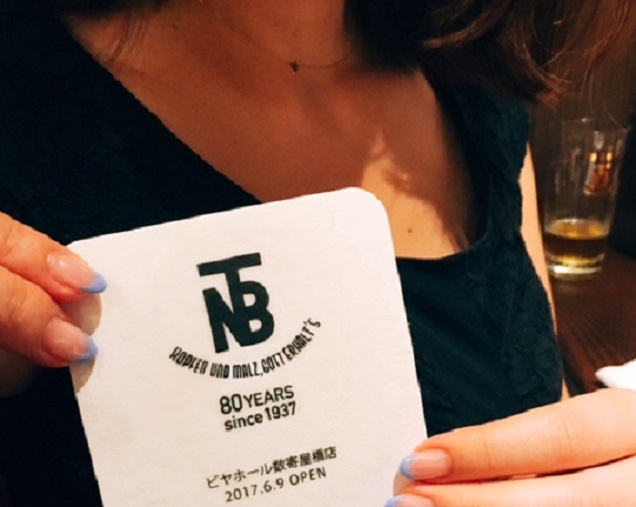 NTB
HOPFEN UND MALZ, GOTT ERHALT'S
80 YEARS
since 1937
ビヤホール数寄屋橋店
2017.6.9 OPEN